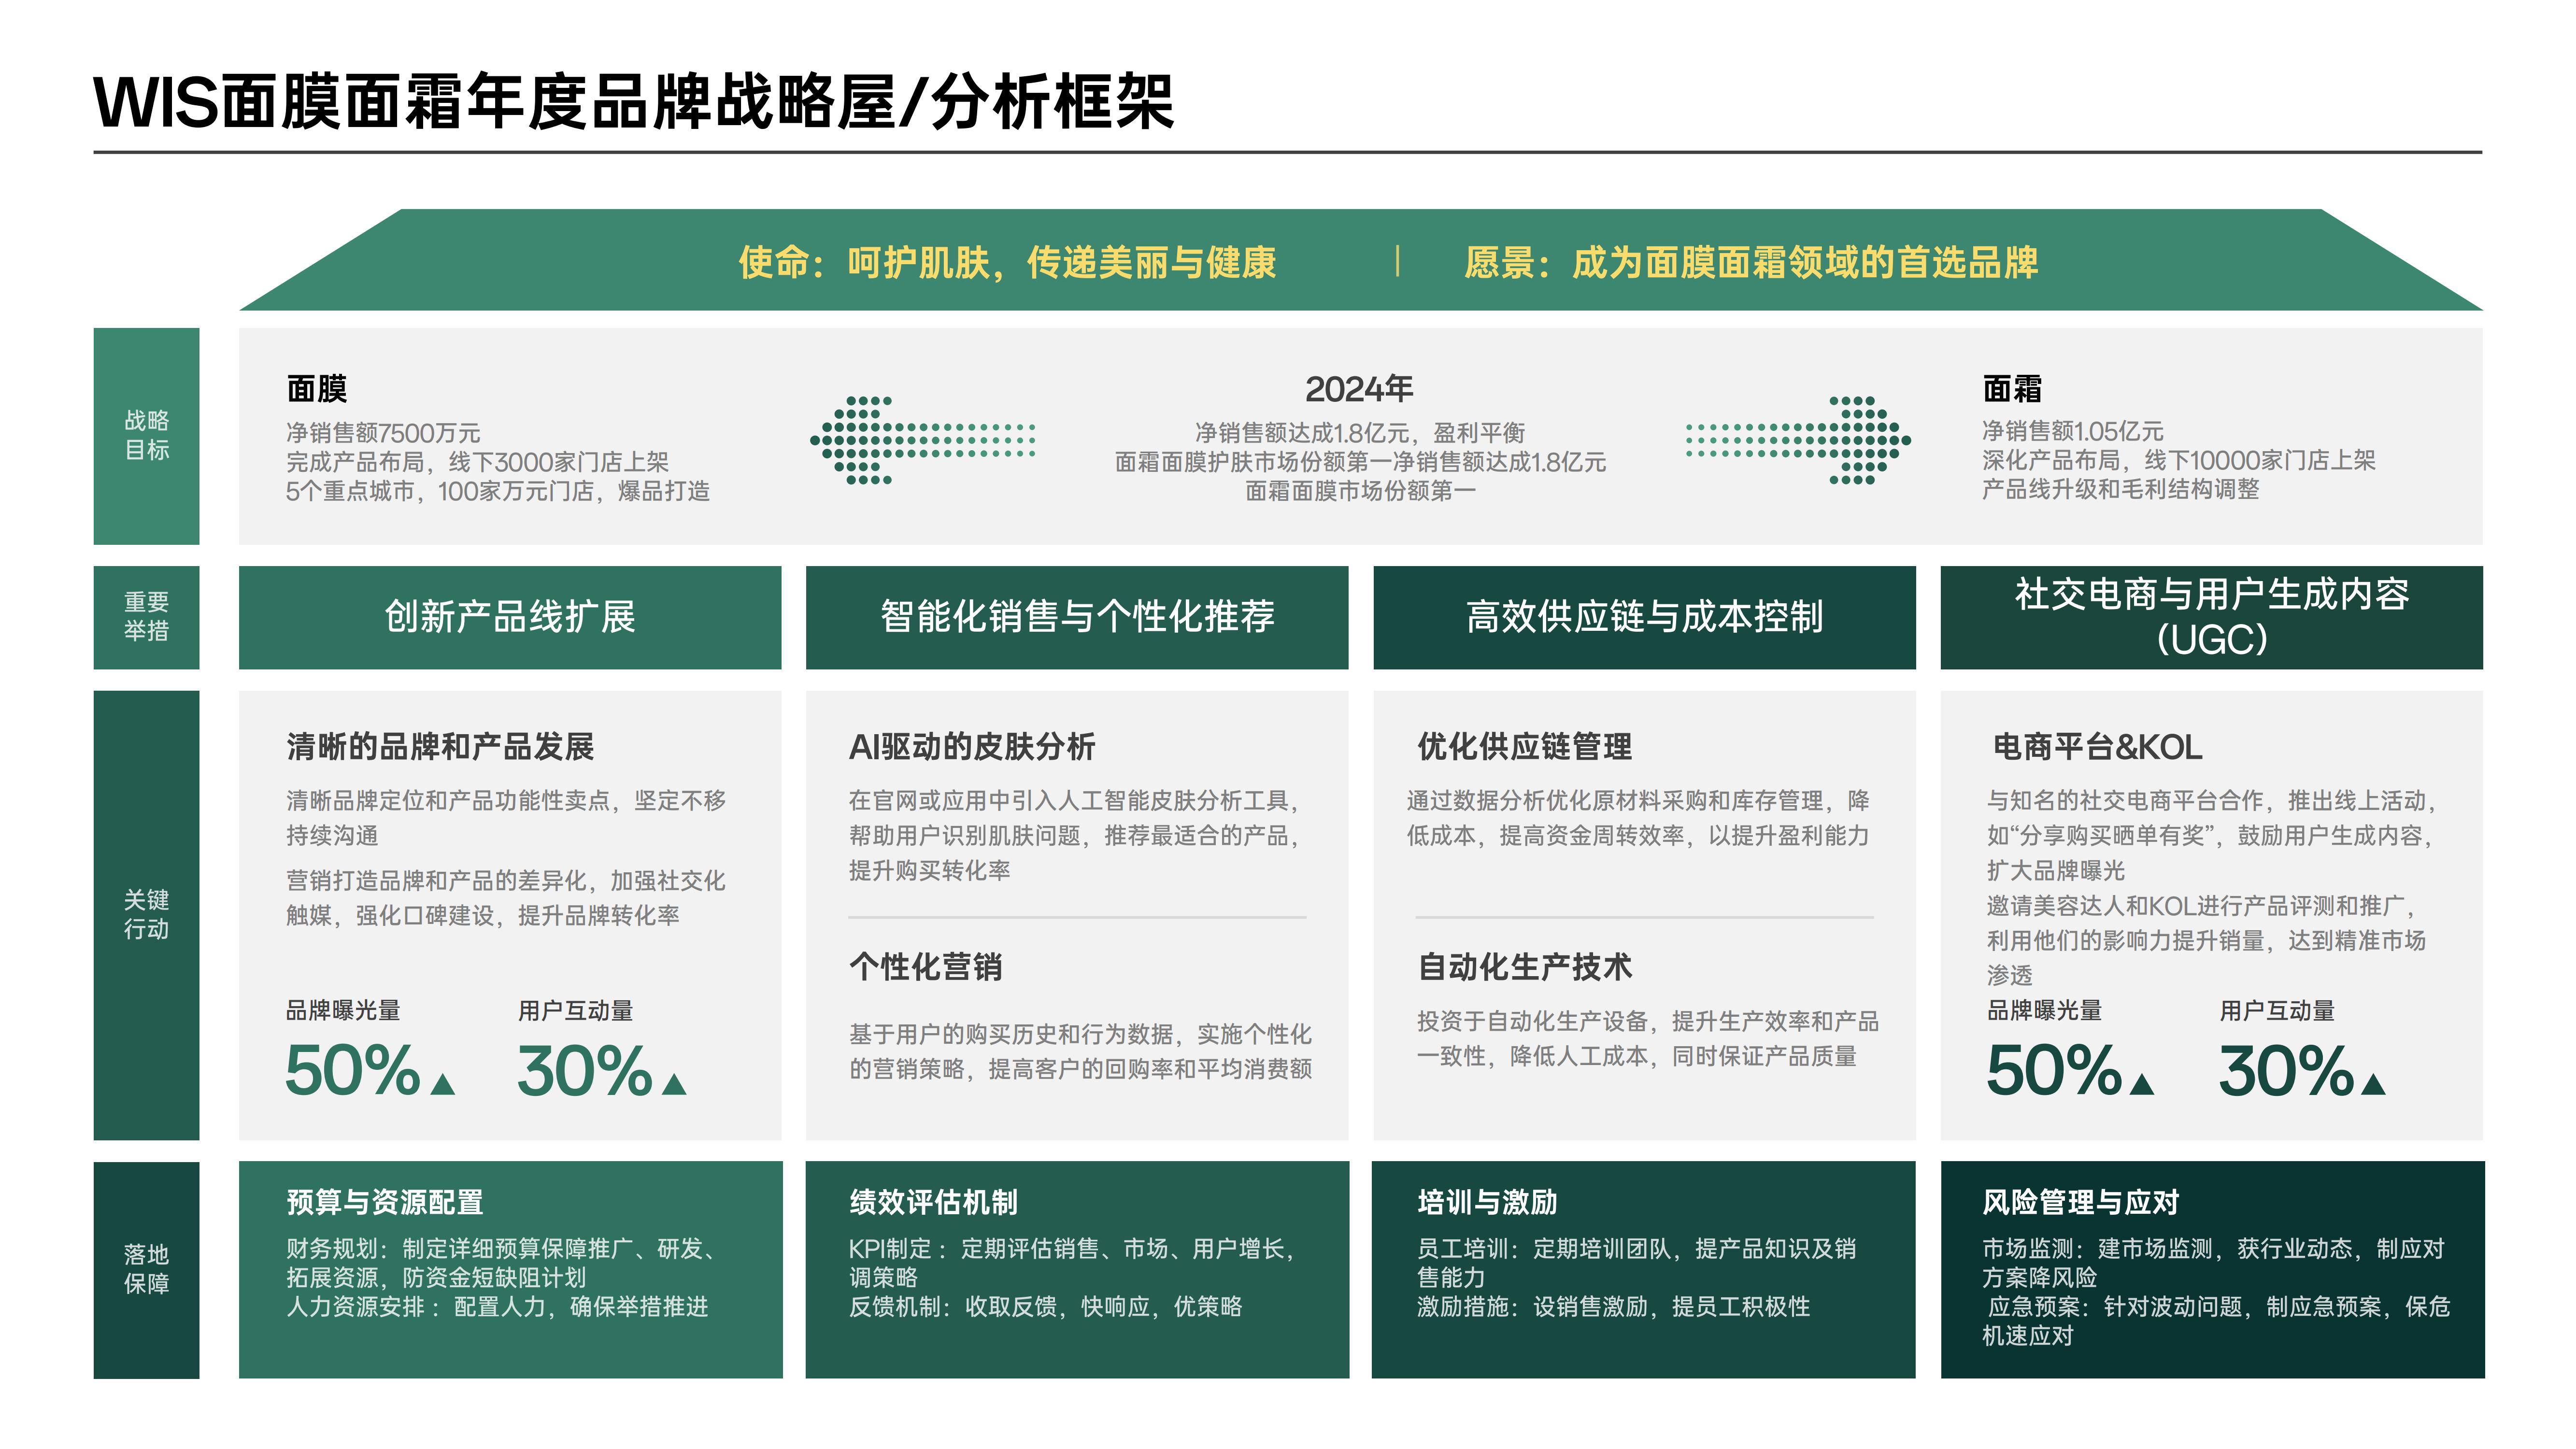 WIS面膜面霜年度品牌战略屋/分析框架
使命：呵护肌肤，传递美丽与健康 | 愿景：成为面膜面霜领域的首选品牌
战略
目标
面膜
净销售额7500万元
完成产品布局，线下3000家门店上架
5个重点城市，100家万元门店，爆品打造
2024年
净销售额达成1.8亿元，盈利平衡
面霜面膜护肤市场份额第一净销售额达成1.8亿元
面霜面膜市场份额第一
面霜
净销售额1.05亿元
深化产品布局，线下10000家门店上架
产品线升级和毛利结构调整
重要
举措
创新产品线扩展
智能化销售与个性化推荐
高效供应链与成本控制
社交电商与用户生成内容
(UGC)
关键
行动
清晰的品牌和产品发展
清晰品牌定位和产品功能性卖点，坚定不移
持续沟通
营销打造品牌和产品的差异化，加强社交化
触媒，强化口碑建设，提升品牌转化率
品牌曝光量
50%▲
用户互动量
30%▲
AI驱动的皮肤分析
在官网或应用中引入人工智能皮肤分析工具，
帮助用户识别肌肤问题，推荐最适合的产品，
提升购买转化率
个性化营销
基于用户的购买历史和行为数据，实施个性化
的营销策略，提高客户的回购率和平均消费额
优化供应链管理
通过数据分析优化原材料采购和库存管理，降
低成本，提高资金周转效率，以提升盈利能力
自动化生产技术
投资于自动化生产设备，提升生产效率和产品
一致性，降低人工成本，同时保证产品质量
电商平台&KOL
与知名的社交电商平台合作，推出线上活动，
如“分享购买晒单有奖”，鼓励用户生成内容，
扩大品牌曝光
邀请美容达人和KOL进行产品评测和推广，
利用他们的影响力提升销量，达到精准市场
渗透
品牌曝光量
50%▲
用户互动量
30%▲
落地
保障
预算与资源配置
财务规划：制定详细预算保障推广、研发、
拓展资源，防资金短缺阻计划
人力资源安排：配置人力，确保举措推进
绩效评估机制
KPI制定：定期评估销售、市场、用户增长，
调策略
反馈机制：收取反馈，快响应，优策略
培训与激励
员工培训：定期培训团队，提产品知识及销
售能力
激励措施：设销售激励，提员工积极性
风险管理与应对
市场监测：建市场监测，获行业动态，制应对
方案降风险
应急预案：针对波动问题，制应急预案，保危
机速应对